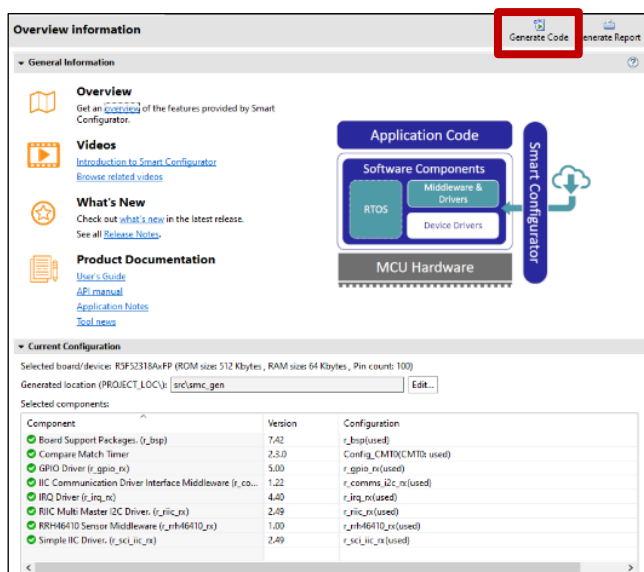 Overview information
Generate Code
enerate Report
General Information
Overview
Get an overview of the features provided by Smart
Configurator.
Videos
Introduction to Smart Configurator
Browse related videos
What's New
Check out what's new in the latest release.
See all Release Notes.
Product Documentation
User's Guide
API manual
Application Notes
Tool news
Application Code
Software Components
RTOS
Middleware &
Drivers
Device Drivers
MCU Hardware
Smart Configurator
Current Configuration
Selected board/device: R5F52318AxFP (ROM size: 512 Kbytes , RAM size: 64 Kbytes , Pin count: 100)
Generated location (PROJECT_LOC\): src\smc_gen Edit...
Selected components:
Component Version Configuration
Board Support Packages. (r_bsp) 7.42 r_bsp(used)
Compare Match Timer 2.3.0 Config_CMT0(CMT0: used)
GPIO Driver (r_gpio_rx) 5.00 r_gpio_rx(used)
IIC Communication Driver Interface Middleware (r_co... 1.22 r_comms_i2c_rx(used)
IRQ Driver (r_irq_rx) 4.40 r_irq_rx(used)
RIIC Multi Master I2C Driver. (r_riic_rx) 2.49 r_riic_rx(used)
RRH46410 Sensor Middleware (r_rrh46410_rx) 1.00 r_rrh46410_rx(used)
Simple IIC Driver. (r_sci_iic_rx) 2.49 r_sci_iic_rx(used)